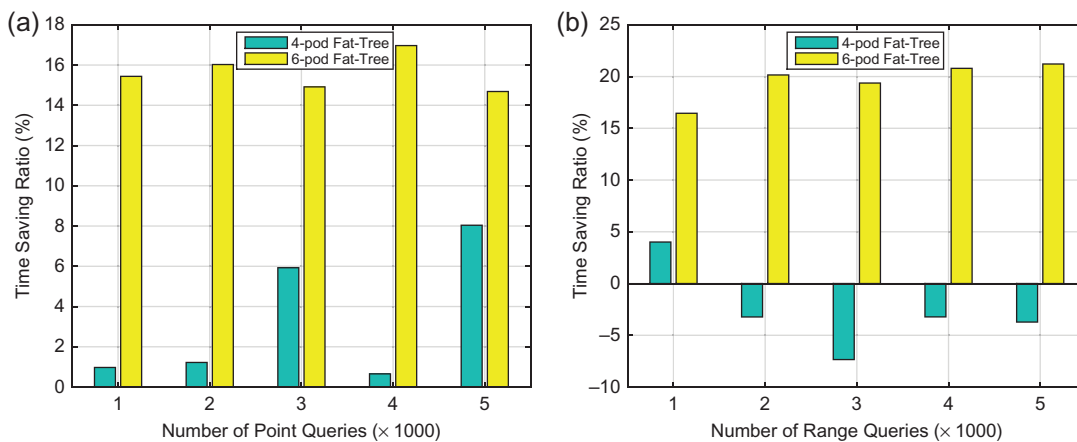 (a)
18
16
14
12
10
8
6
4
2
0
Time Saving Ratio (%)
4-pod Fat-Tree
6-pod Fat-Tree
1 2 3 4 5
Number of Point Queries (× 1000)
(b)
25
20
15
10
5
0
−5
−10
Time Saving Ratio (%)
4-pod Fat-Tree
6-pod Fat-Tree
1 2 3 4 5
Number of Range Queries (× 1000)